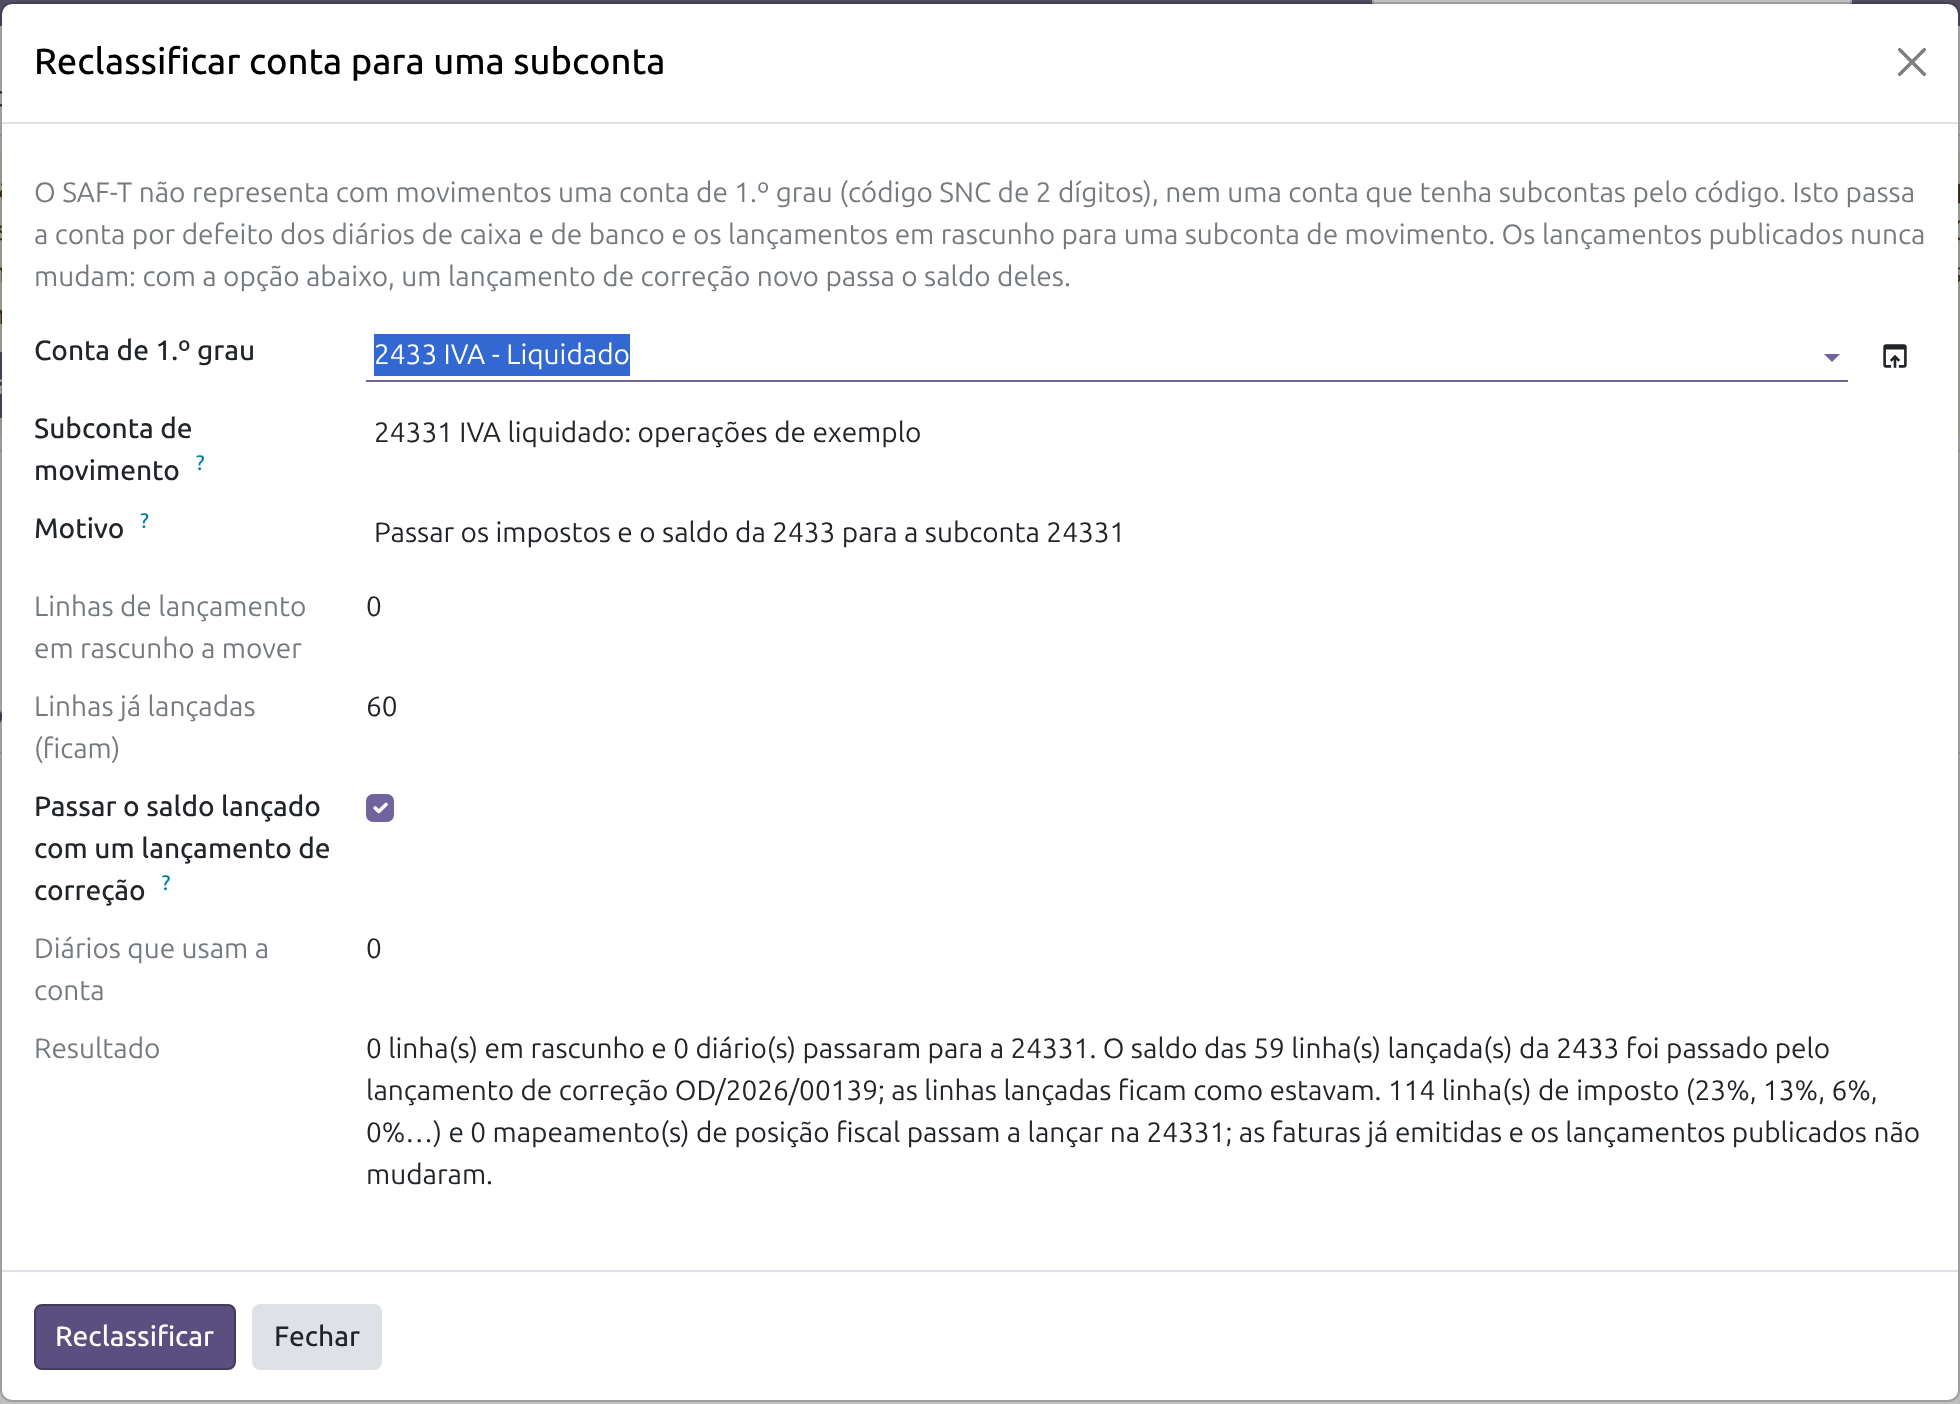 Reclassificar conta para uma subconta
O SAF-T não representa com movimentos uma conta de 1.º grau (código SNC de 2 dígitos), nem uma conta que tenha subcontas pelo código. Isto passa
a conta por defeito dos diários de caixa e de banco e os lançamentos em rascunho para uma subconta de movimento. Os lançamentos publicados nunca
mudam: com a opção abaixo, um lançamento de correção novo passa o saldo deles.
Conta de 1.º grau
2433 IVA - Liquidado
Subconta de
movimento ?
24331 IVA liquidado: operações de exemplo
Motivo ?
Passar os impostos e o saldo da 2433 para a subconta 24331
Linhas de lançamento
em rascunho a mover
0
Linhas já lançadas
(ficam)
60
Passar o saldo lançado
com um lançamento de
correção ?
Diários que usam a
conta
0
Resultado
0 linha(s) em rascunho e 0 diário(s) passaram para a 24331. O saldo das 59 linha(s) lançada(s) da 2433 foi passado pelo
lançamento de correção OD/2026/00139; as linhas lançadas ficam como estavam. 114 linha(s) de imposto (23%, 13%, 6%,
0%…) e 0 mapeamento(s) de posição fiscal passam a lançar na 24331; as faturas já emitidas e os lançamentos publicados não
mudaram.
Reclassificar
Fechar